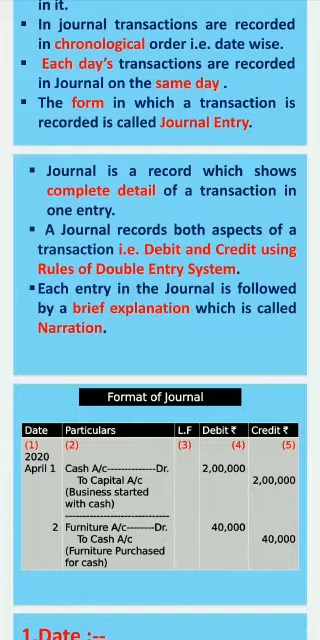 in it.
▪ In journal transactions are recorded
in chronological order i.e. date wise.
▪ Each day's transactions are recorded
in Journal on the same day .
▪ The form in which a transaction is
recorded is called Journal Entry.
▪ Journal is a record which shows
complete detail of a transaction in
one entry.
▪ A Journal records both aspects of a
transaction i.e. Debit and Credit using
Rules of Double Entry System.
▪Each entry in the Journal is followed
by a brief explanation which is called
Narration.
Format of Journal
Date Particulars L.F Debit ₹ Credit ₹
(1) (2) (3) (4) (5)
2020
April 1 Cash A/c-------------Dr. 2,00,000
To Capital A/c 2,00,000
(Business started
with cash)
----------------------------
2 Furniture A/c--------Dr. 40,000
To Cash A/c 40,000
(Furniture Purchased
for cash)
1.Date :--